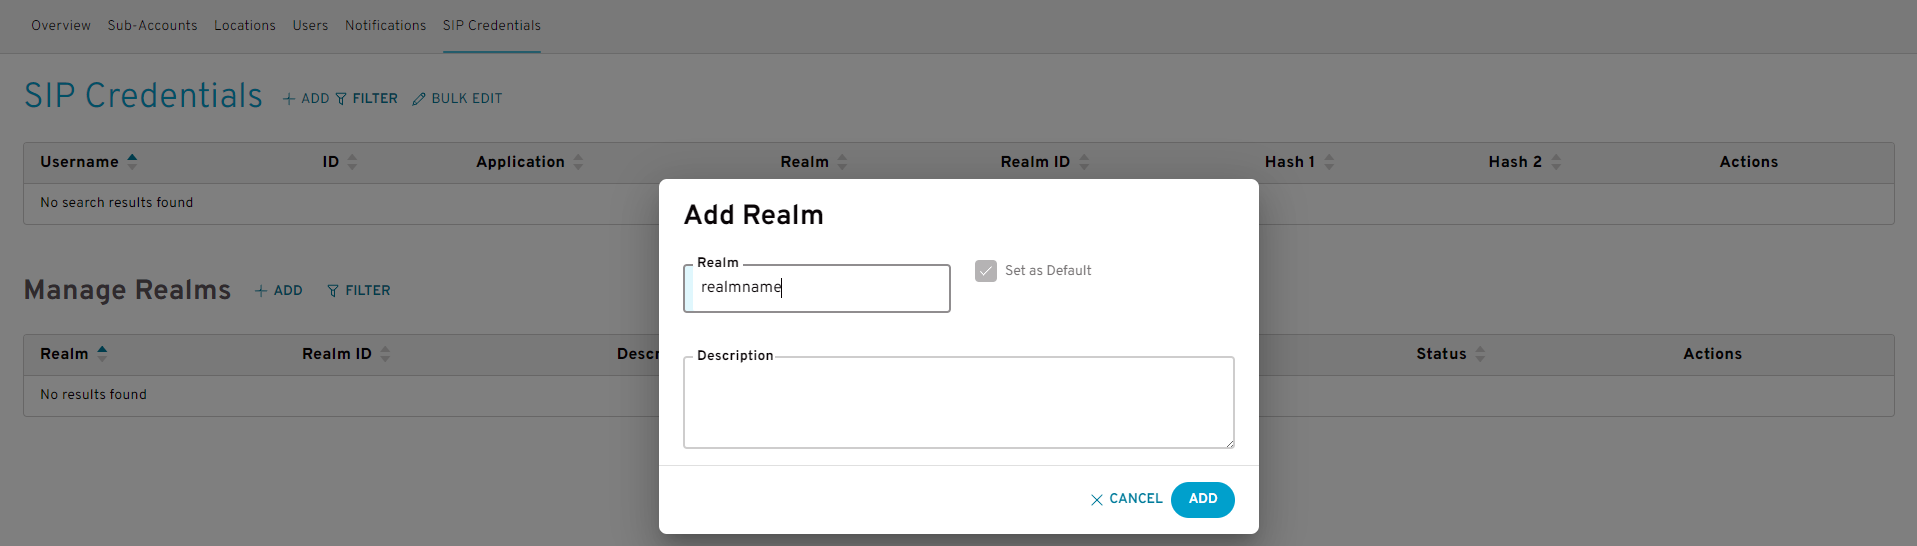 Overview Sub-Accounts Locations Users Notifications SIP Credentials
SIP Credentials ADD FILTER BULK EDIT
Username ID Application Realm Realm ID Hash 1 Hash 2 Actions
No search results found
Add Realm
Realm
realmname
Set as Default
Manage Realms ADD FILTER
Realm Realm ID Descr Status Actions
No results found
Description
CANCEL ADD